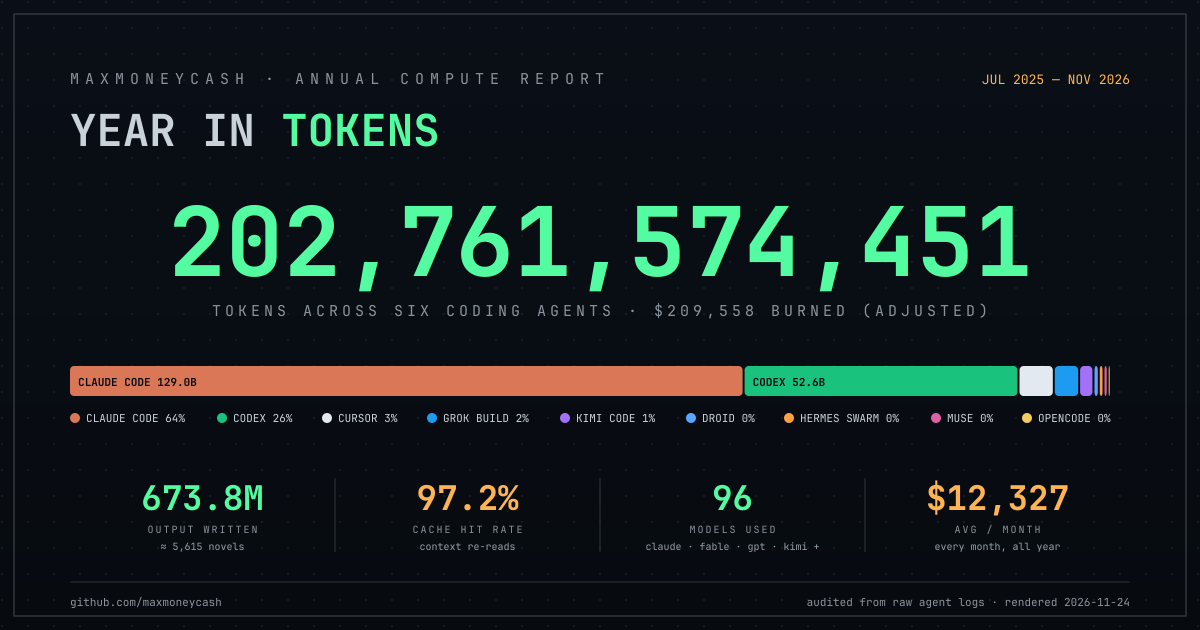 MAXMONEYCASH · ANNUAL COMPUTE REPORT
JUL 2025 — NOV 2026
YEAR IN TOKENS
202,761,574,451
TOKENS ACROSS SIX CODING AGENTS · $209,558 BURNED (ADJUSTED)
CLAUDE CODE 129.0B CODEX 52.6B
CLAUDE CODE 64% CODEX 26% CURSOR 3% GROK BUILD 2% KIMI CODE 1% DROID 0% HERMES SWARM 0% MUSE 0% OPENCODE 0%
673.8M 97.2% 96 $12,327
OUTPUT WRITTEN CACHE HIT RATE MODELS USED AVG / MONTH
≈ 5,615 novels context re-reads claude · fable · gpt · kimi + every month, all year
github.com/maxmoneycash audited from raw agent logs · rendered 2026-11-24